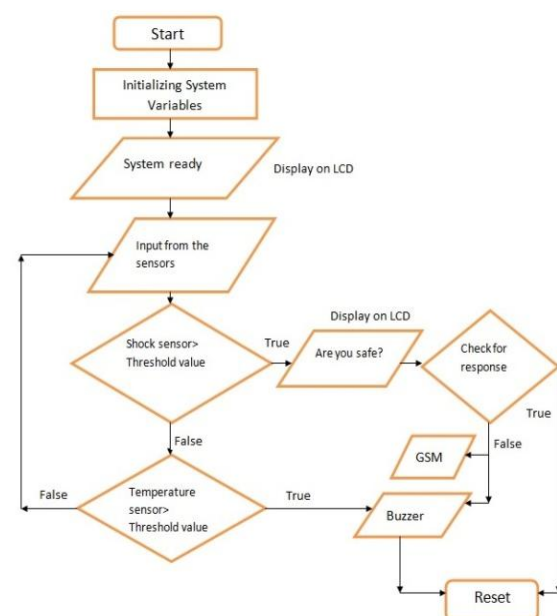 Start
Initializing System
Variables
System ready
Display on LCD
Input from the
sensors
Display on LCD
Shock sensor>
Threshold value
True
Are you safe?
Check for
response
True
False
False
GSM
False
Temperature
sensor>
Threshold value
True
Buzzer
Reset